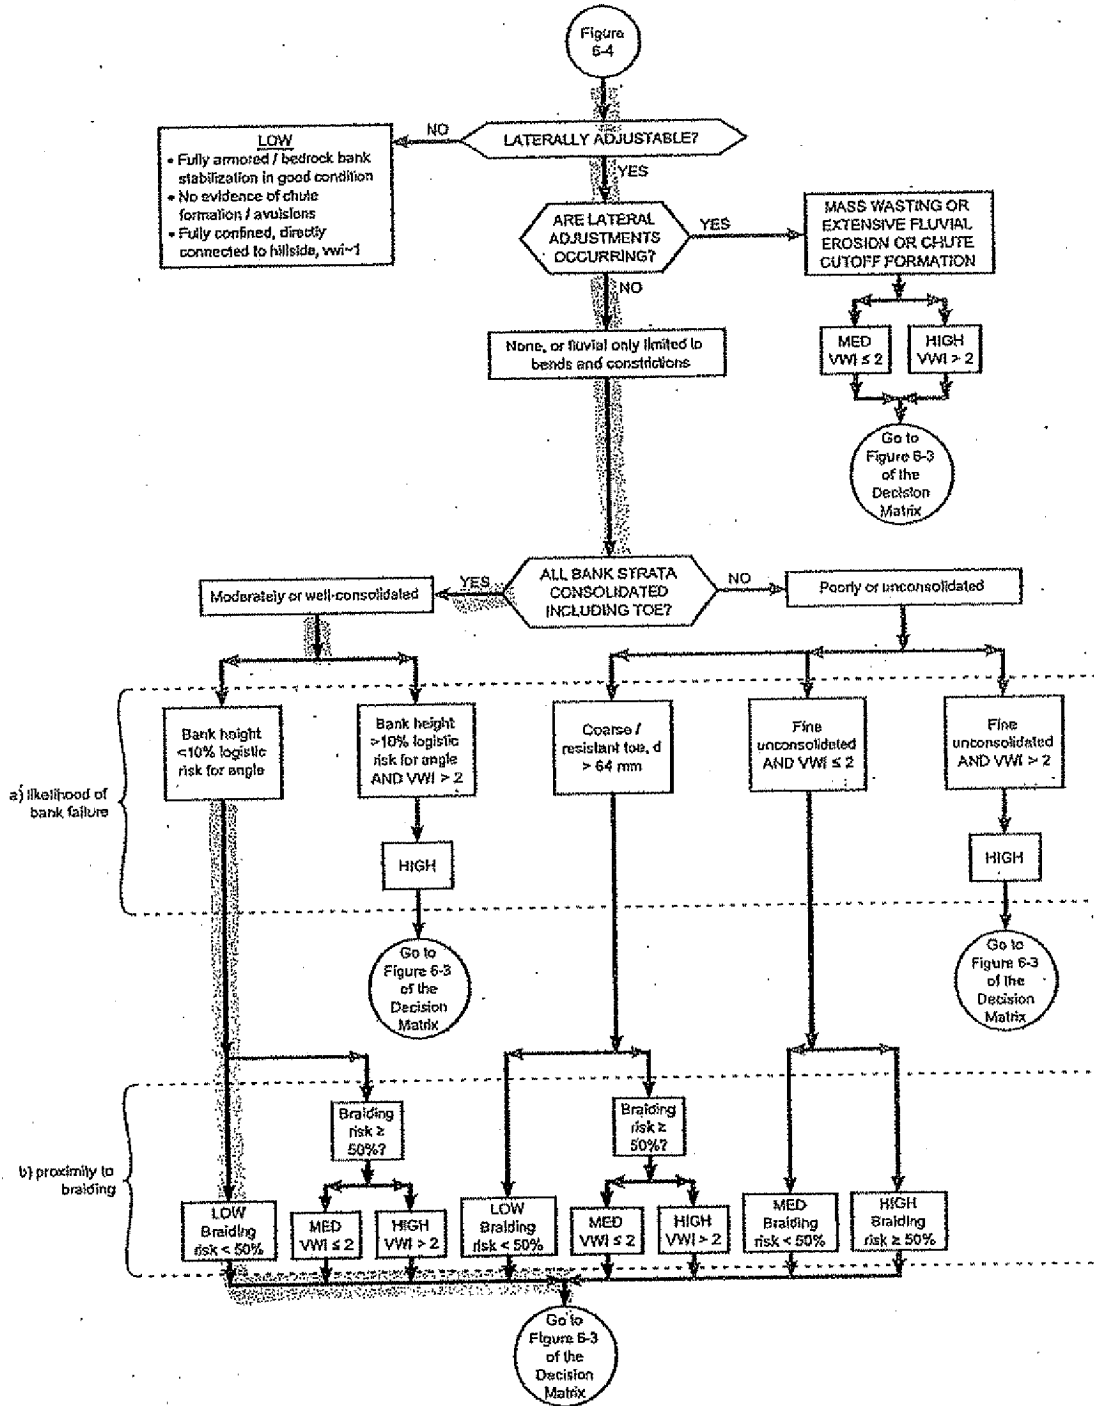 Figure
6-4
LATERALLY ADJUSTABLE?
NO
YES
LOW
• Fully armored / bedrock bank
stabilization in good condition
• No evidence of chute
formation / avulsions
• Fully confined, directly
connected to hillside, vwi~1
ARE LATERAL
ADJUSTMENTS
OCCURRING?
YES
NO
MASS WASTING OR
EXTENSIVE FLUVIAL
EROSION OR CHUTE
CUTOFF FORMATION
MED
VWI ≤ 2
HIGH
VWI > 2
Go to
Figure 6-3
of the
Decision
Matrix
None, or fluvial only limited to
bends and constrictions
ALL BANK STRATA
CONSOLIDATED
INCLUDING TOE?
YES
NO
Moderately or well-consolidated
Poorly or unconsolidated
a) likelihood of
bank failure
Bank height
<10% logistic
risk for angle
Bank height
>10% logistic
risk for angle
AND VWI > 2
Coarse /
resistant toe, d
> 64 mm
Fine
unconsolidated
AND VWI ≤ 2
Fine
unconsolidated
AND VWI > 2
HIGH
HIGH
Go to
Figure 6-3
of the
Decision
Matrix
Go to
Figure 6-3
of the
Decision
Matrix
b) proximity to
braiding
Braiding
risk ≥
50%?
Braiding
risk ≥
50%?
LOW
Braiding
risk < 50%
MED
VWI ≤ 2
HIGH
VWI > 2
LOW
Braiding
risk < 50%
MED
VWI ≤ 2
HIGH
VWI > 2
MED
Braiding
risk < 50%
HIGH
Braiding
risk ≥ 50%
Go to
Figure 6-3
of the
Decision
Matrix